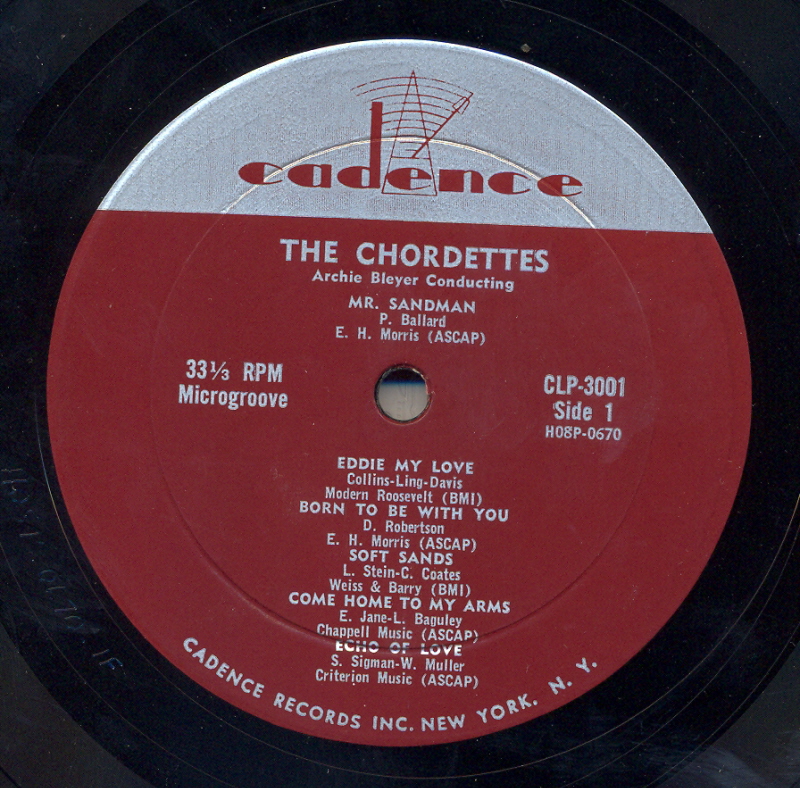 cadence
THE CHORDETTES
Archie Bleyer Conducting
MR. SANDMAN
P. Ballard
E. H. Morris (ASCAP)
33⅓ RPM
Microgroove
CLP-3001
Side 1
H08P-0670
EDDIE MY LOVE
Collins-Ling-Davis
Modern Roosevelt (BMI)
BORN TO BE WITH YOU
D. Robertson
E. H. Morris (ASCAP)
SOFT SANDS
L. Stein-C. Coates
Weiss & Barry (BMI)
COME HOME TO MY ARMS
E. Jane-L. Baguley
Chappell Music (ASCAP)
ECHO OF LOVE
S. Sigman-W. Muller
Criterion Music (ASCAP)
CADENCE RECORDS INC. NEW YORK. N. Y.